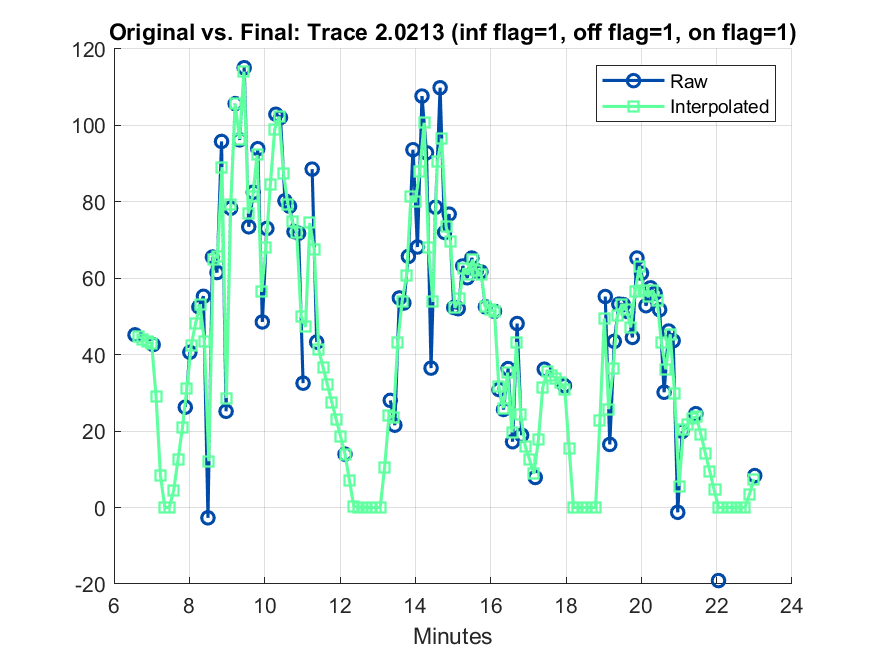 Original vs. Final: Trace 2.0213 (inf flag=1, off flag=1, on flag=1)
120
100
80
60
40
20
0
-20
Raw
Interpolated
6 8 10 12 14 16 18 20 22 24
Minutes